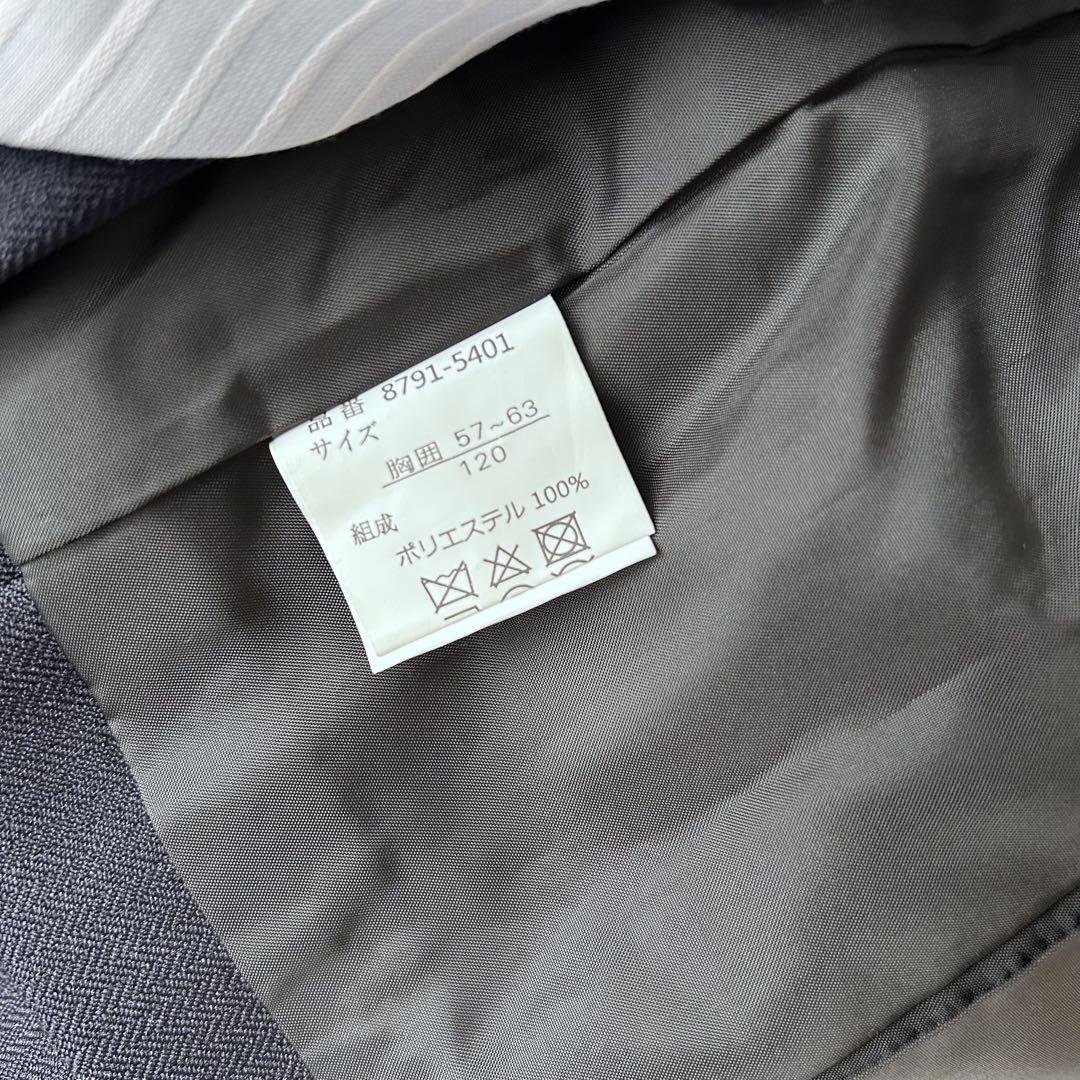 品番 8791-5401
サイズ
胸囲 57~63
120
組成
ポリエステル 100%